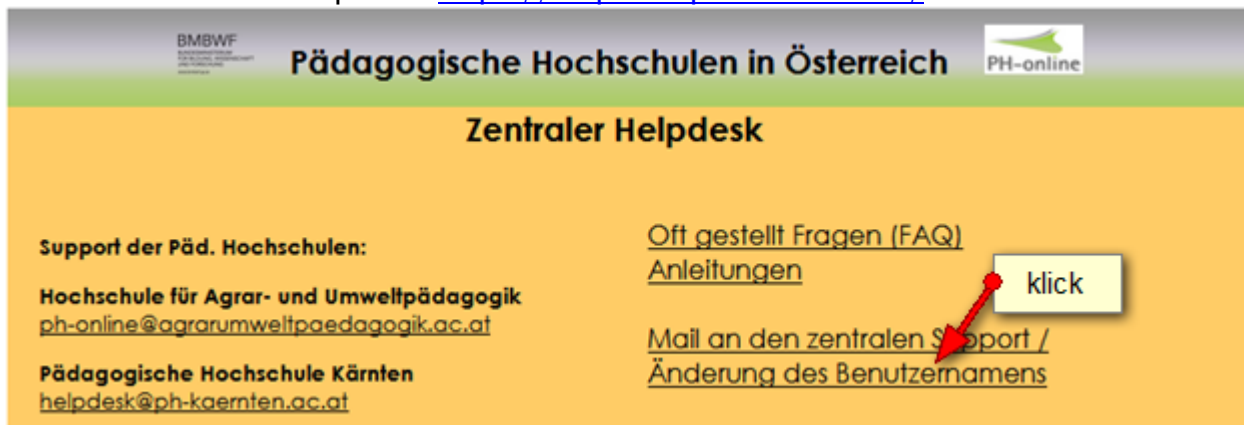 BMBWF
Pädagogische Hochschulen in Österreich
PH-online
Zentraler Helpdesk
Support der Päd. Hochschulen:
Hochschule für Agrar- und Umweltpädagogik
ph-online@agrarumweltpaedagogik.ac.at
Pädagogische Hochschule Kärnten
helpdesk@ph-kaernten.ac.at
Oft gestellt Fragen (FAQ)
Anleitungen
klick
Mail an den zentralen Support /
Änderung des Benutzernamens